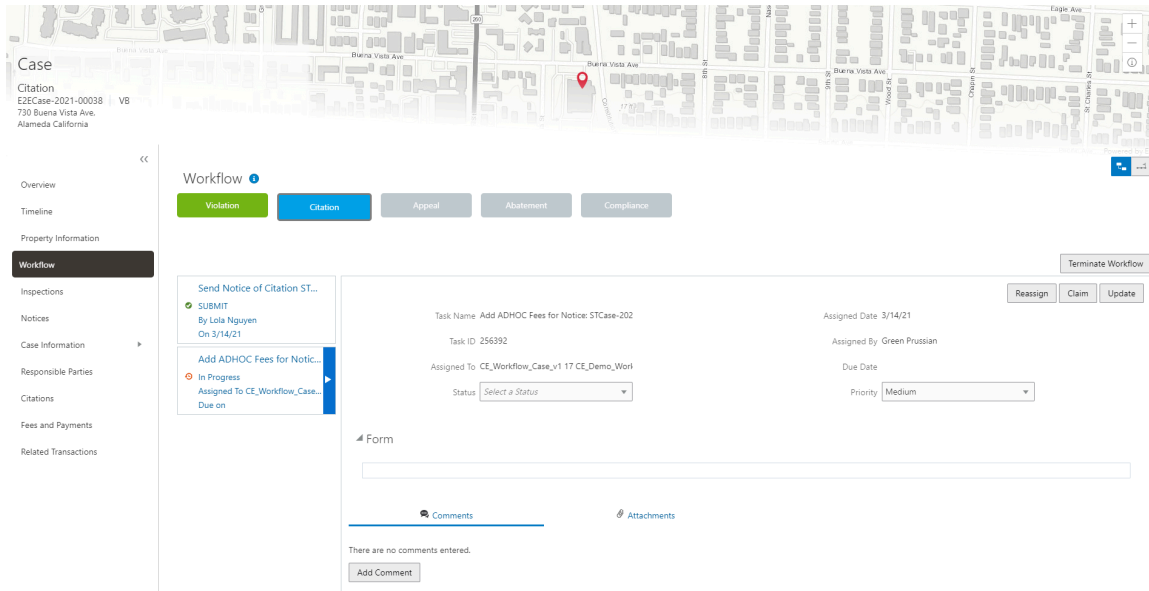 Eagle Ave
260
Buena Vista Ave
Buena Vista Ave
Buena Vista Ave
Buena Vista Ave
9th St
9th St
Wood St
Chapin St
St Charles St
Case
Citation
E2ECase-2021-00038 | VB
730 Buena Vista Ave.
Alameda California
Overview
Timeline
Property Information
Workflow
Inspections
Notices
Case Information
Responsible Parties
Citations
Fees and Payments
Related Transactions
Workflow
Violation
Citation
Appeal
Abatement
Compliance
Terminate Workflow
Send Notice of Citation ST...
SUBMIT
By Lola Nguyen
On 3/14/21
Add ADHOC Fees for Notic...
In Progress
Assigned To CE_Workflow_Case...
Due on
Reassign Claim Update
Task Name Add ADHOC Fees for Notice: STCase-202
Assigned Date 3/14/21
Task ID 256392
Assigned By Green Prussian
Assigned To CE_Workflow_Case_v1 17 CE_Demo_Work
Due Date
Status Select a Status
Priority Medium
Form
Comments
Attachments
There are no comments entered.
Add Comment